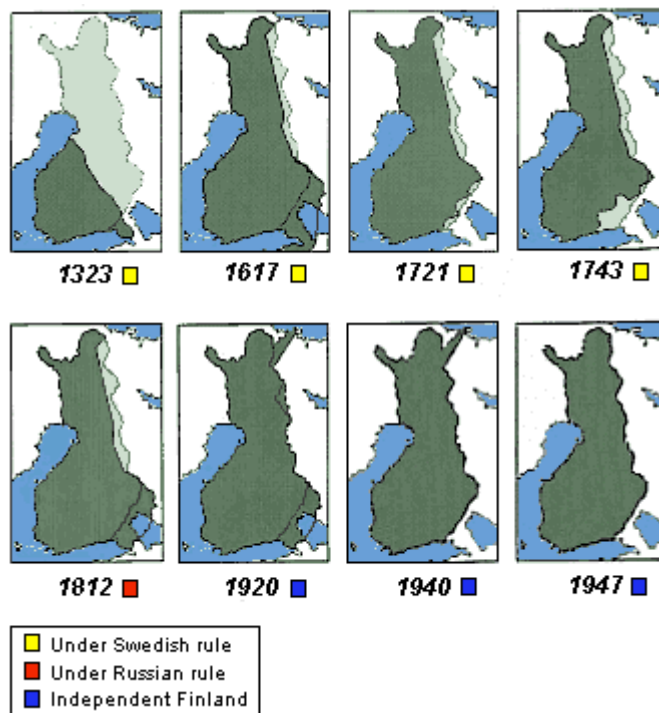 1323
1617
1721
1743
1812
1920
1940
1947
Under Swedish rule
Under Russian rule
Independent Finland